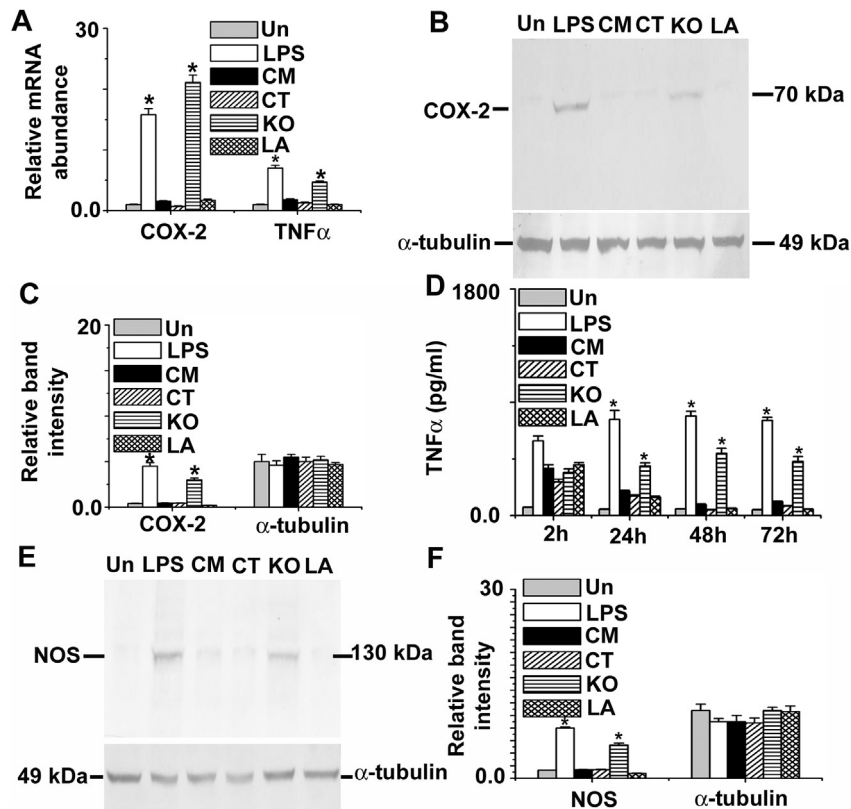 A
Relative mRNA
abundance
30
0.0
Un
LPS
CM
CT
KO
LA
*
*
*
*
COX-2
TNFα
B
Un LPS CM CT KO LA
COX-2
70 kDa
α-tubulin
49 kDa
C
Relative band
intensity
20
0.0
Un
LPS
CM
CT
KO
LA
*
*
COX-2
α-tubulin
D
TNFα (pg/ml)
1800
0.0
Un
LPS
CM
CT
KO
LA
*
*
*
*
*
*
2h
24h
48h
72h
E
Un LPS CM CT KO LA
NOS
130 kDa
49 kDa
α-tubulin
F
Relative band
intensity
30
0.0
Un
LPS
CM
CT
KO
LA
*
*
NOS
α-tubulin